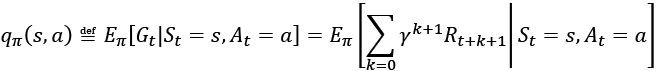 q_π(s, a) ≝ E_π[G_t|S_t = s, A_t = a] = E_π[∑_{k=0} γ^{k+1}R_{t+k+1}| S_t = s, A_t = a]